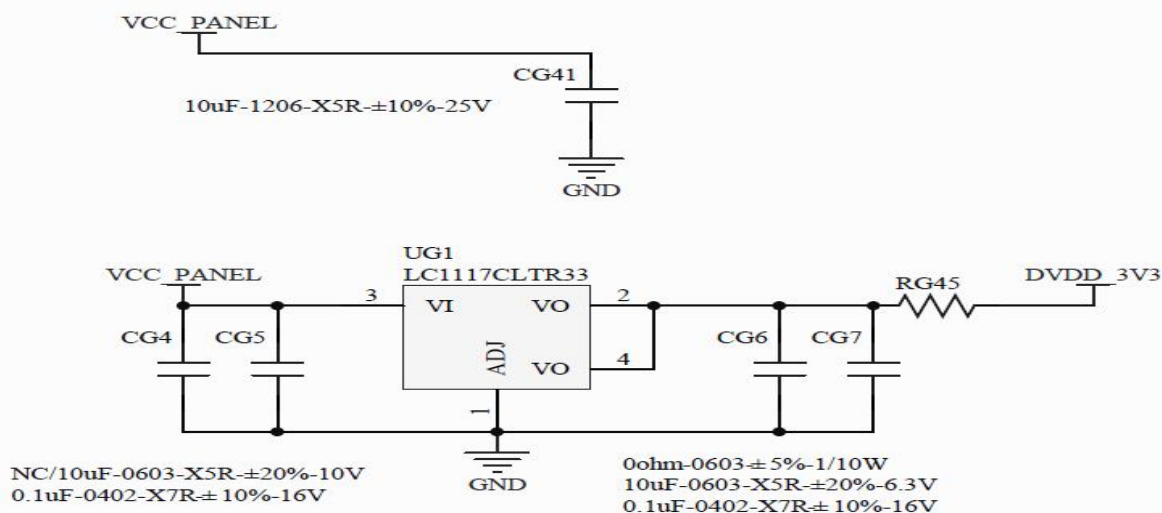 VCC_PANEL
CG41
10uF-1206-X5R-±10%-25V
GND
UG1
LC1117CLTR33
VCC_PANEL
DVDD_3V3
RG45
3
VI
VO
2
CG4
CG5
CG6
CG7
ADJ
VO
4
1
GND
NC/10uF-0603-X5R-±20%-10V
0.1uF-0402-X7R-±10%-16V
0ohm-0603-±5%-1/10W
10uF-0603-X5R-±20%-6.3V
0.1uF-0402-X7R-±10%-16V